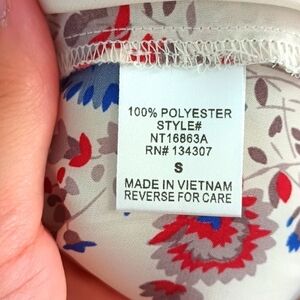 100% POLYESTER
STYLE#
NT16863A
RN# 134307
S
MADE IN VIETNAM
REVERSE FOR CARE